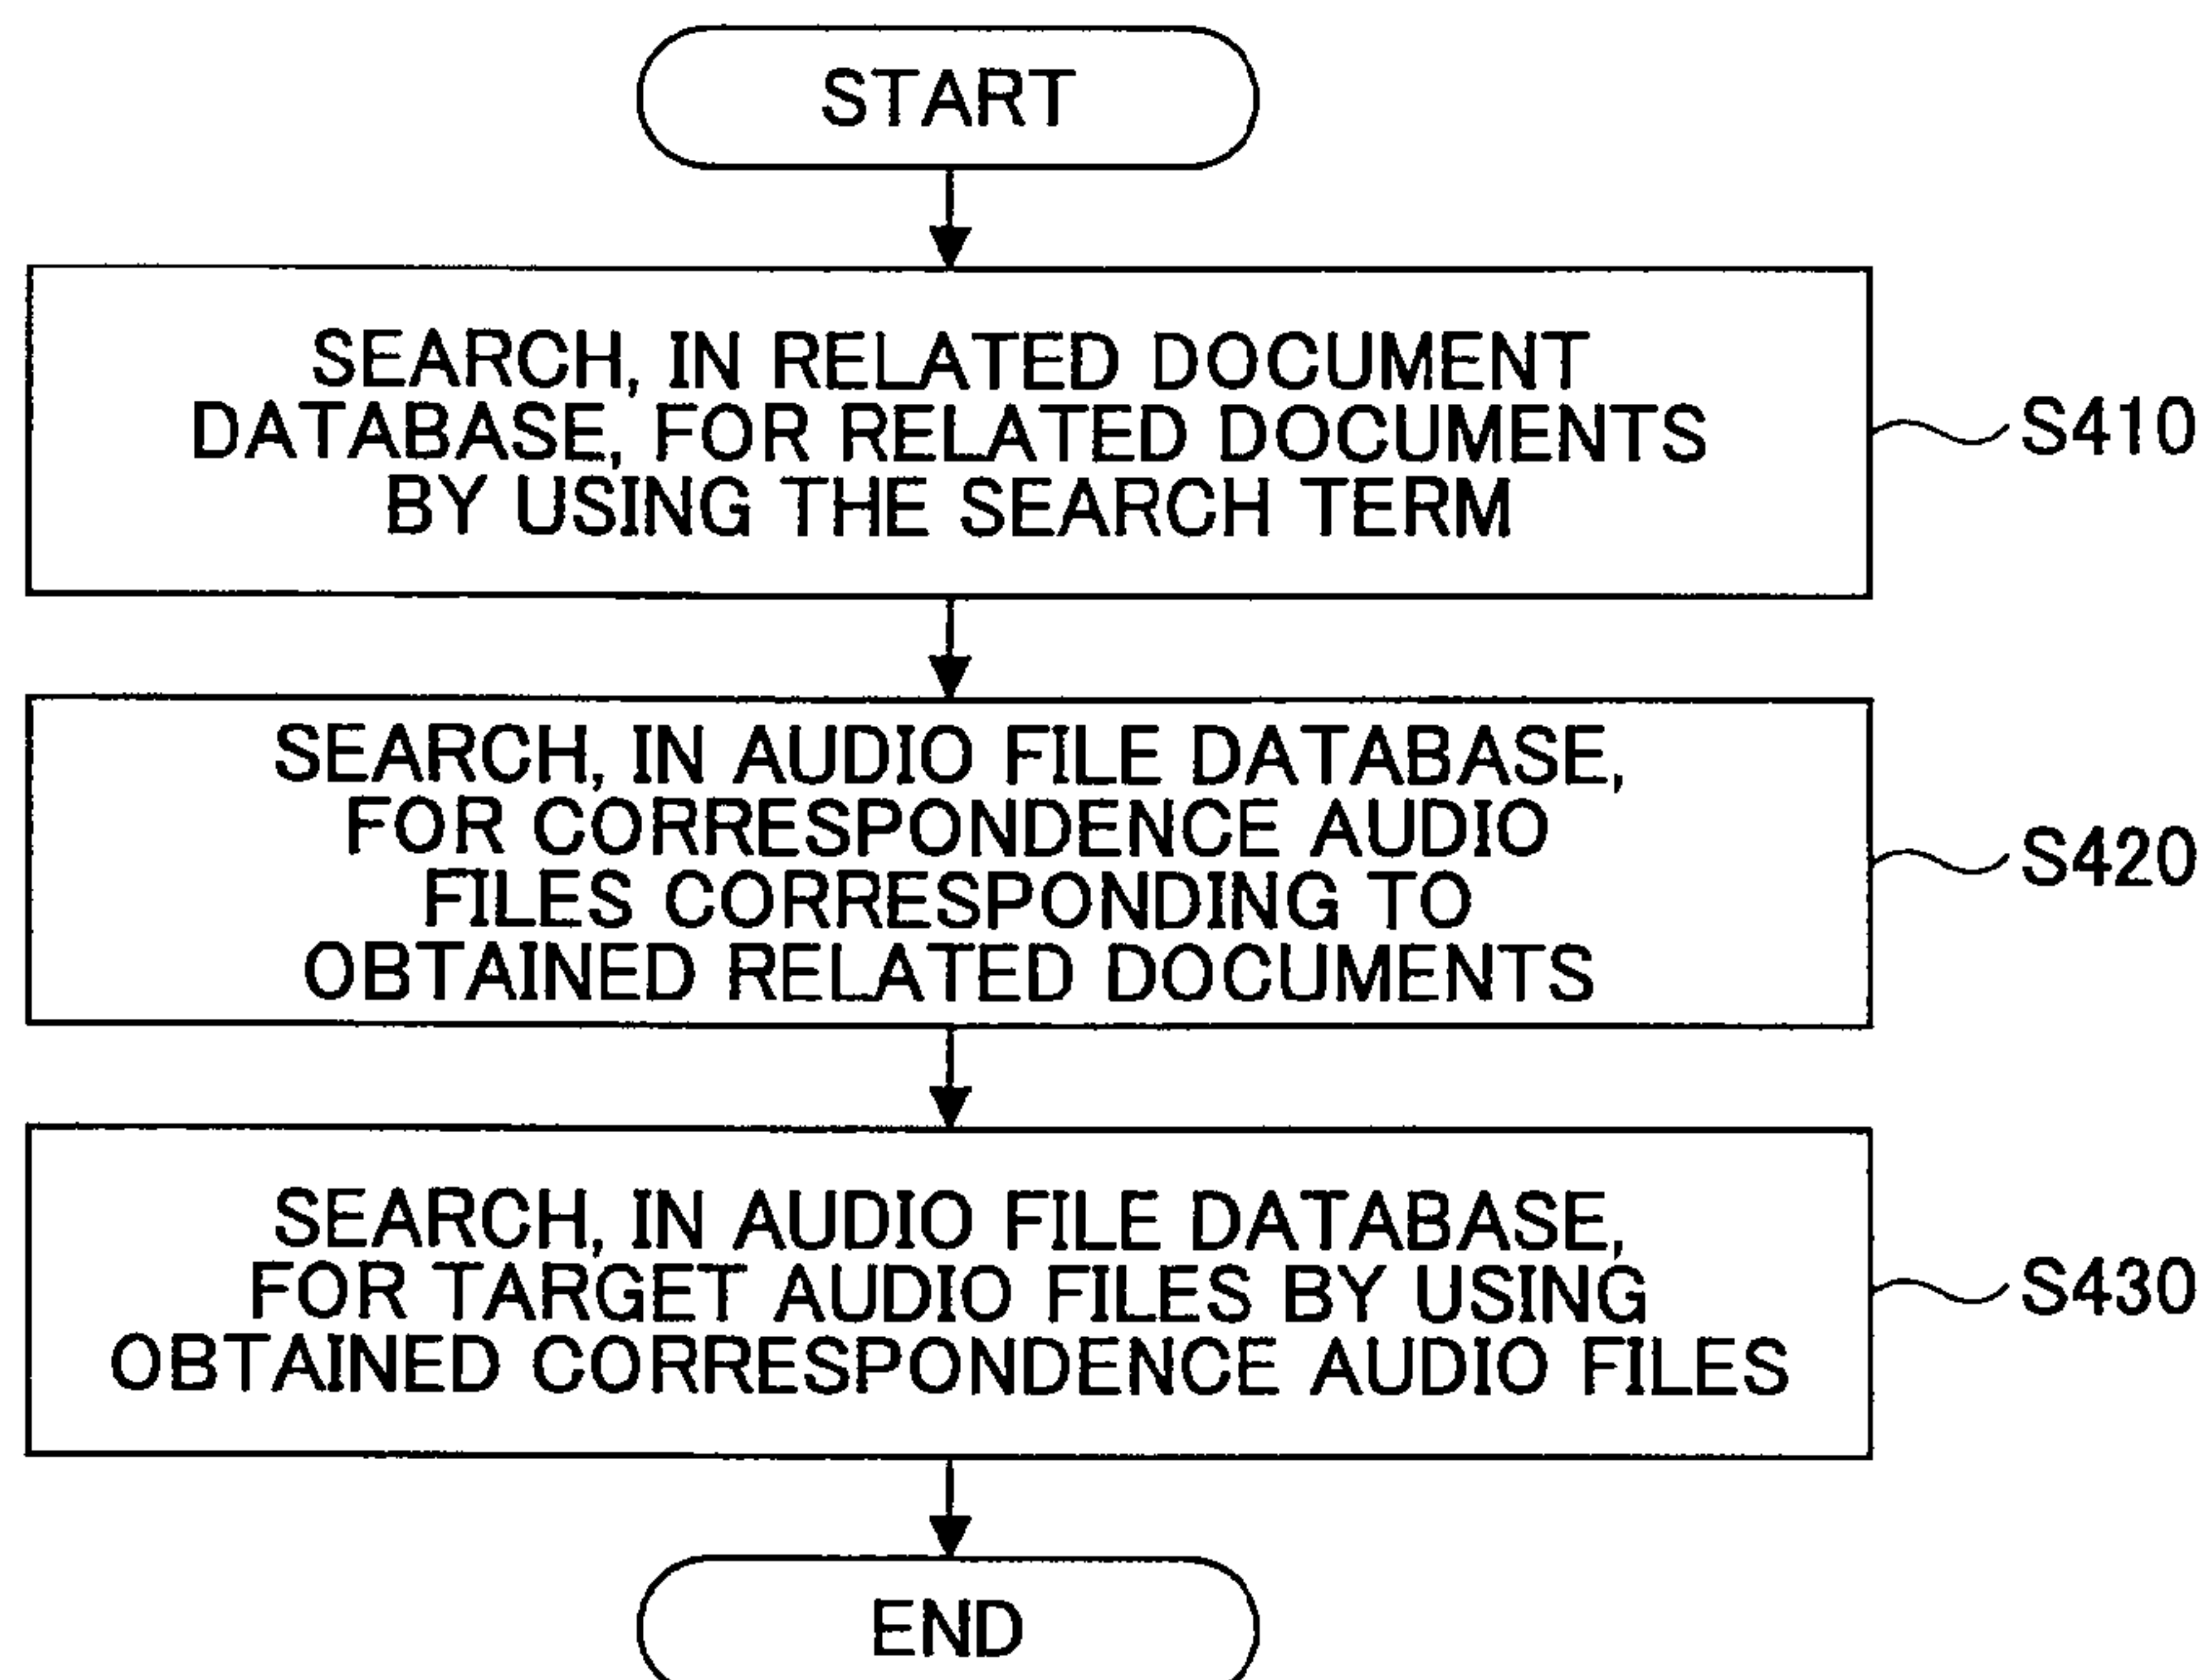 START
SEARCH, IN RELATED DOCUMENT
DATABASE, FOR RELATED DOCUMENTS
BY USING THE SEARCH TERM
S410
SEARCH, IN AUDIO FILE DATABASE,
FOR CORRESPONDENCE AUDIO
FILES CORRESPONDING TO
OBTAINED RELATED DOCUMENTS
S420
SEARCH, IN AUDIO FILE DATABASE,
FOR TARGET AUDIO FILES BY USING
OBTAINED CORRESPONDENCE AUDIO FILES
S430
END